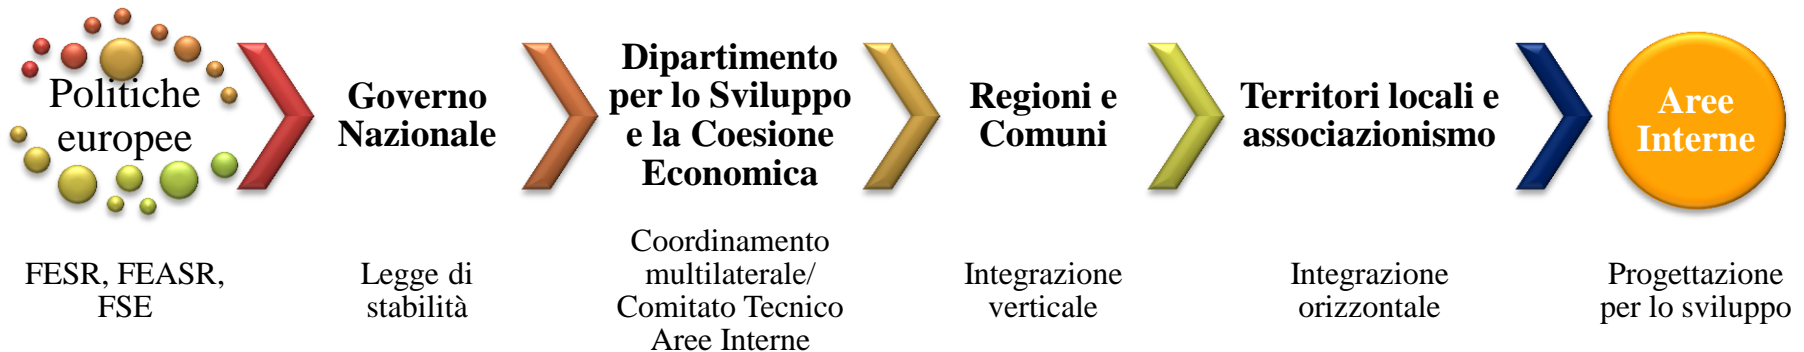 Politiche
europee
Governo
Nazionale
Dipartimento
per lo Sviluppo
e la Coesione
Economica
Regioni e
Comuni
Territori locali e
associazionismo
Aree
Interne
FESR, FEASR,
FSE
Legge di
stabilità
Coordinamento
multilaterale/
Comitato Tecnico
Aree Interne
Integrazione
verticale
Integrazione
orizzontale
Progettazione
per lo sviluppo